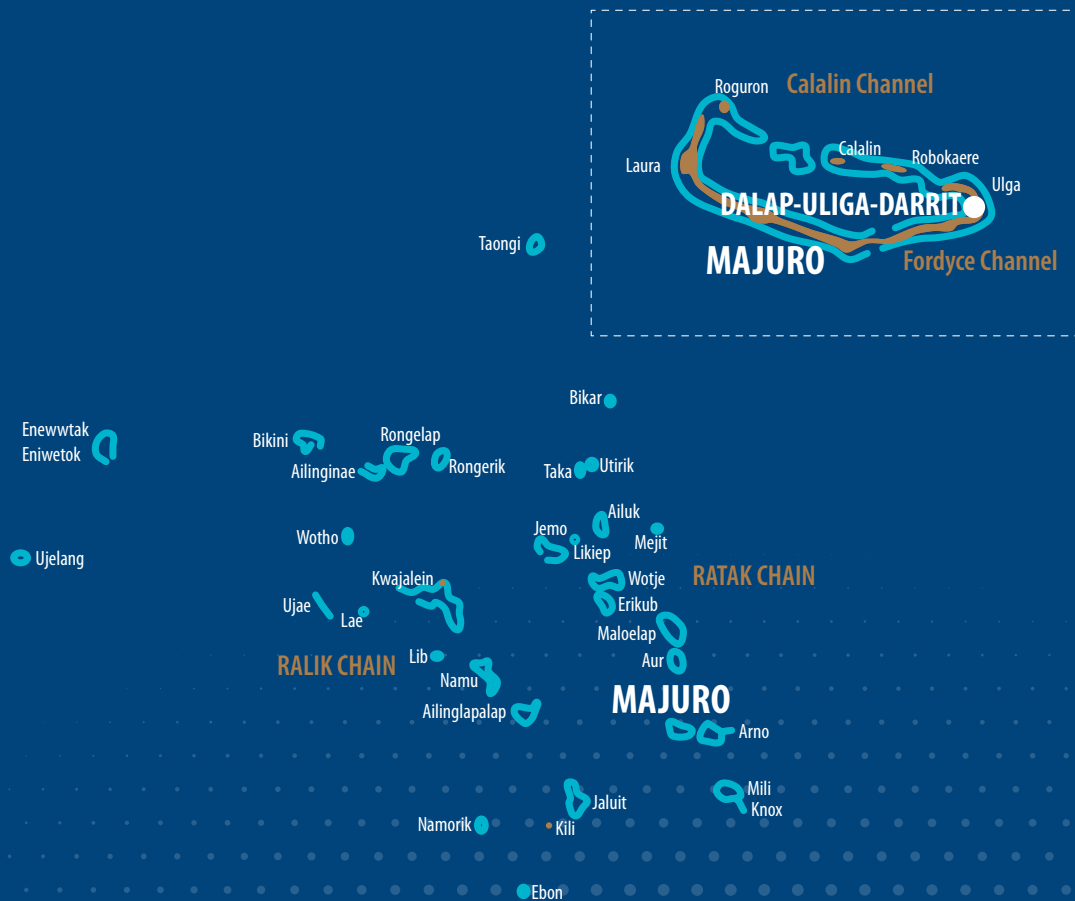 Roguron
Calalin Channel
Calalin
Robokaere
Laura
Ulga
DALAP-ULIGA-DARRIT
MAJURO
Fordyce Channel
Taongi
Bikar
Enewwtak
Eniwetok
Bikini
Rongelap
Ailinginae
Rongerik
Taka
Utirik
Ailuk
Jemo
Mejit
Likiep
Wotho
Ujelang
Kwajalein
Wotje
RATAK CHAIN
Ujae
Erikub
Lae
Maloelap
Lib
Aur
RALIK CHAIN
Namu
MAJURO
Ailinglapalap
Arno
Mili
Jaluit
Knox
Namorik
Kili
Ebon